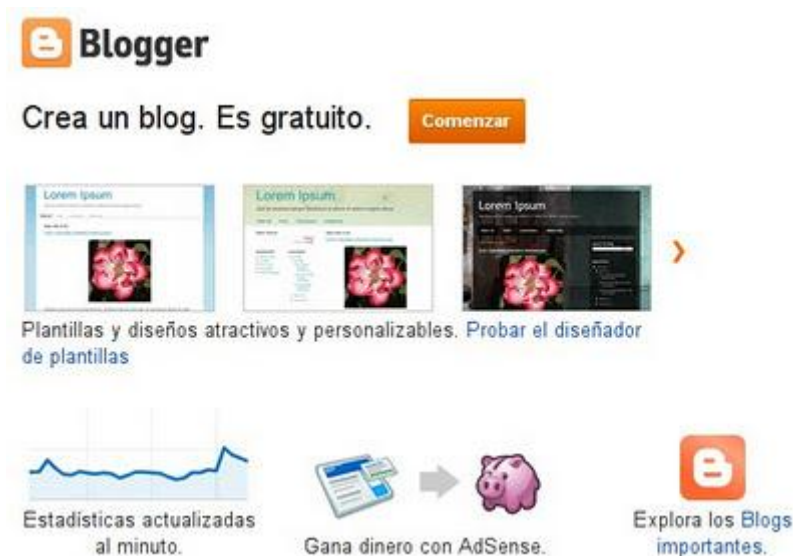 Blogger
Crea un blog. Es gratuito.
Comenzar
Lorem Ipsum
Lorem Ipsum
Lorem Ipsum
Plantillas y diseños atractivos y personalizables. Probar el diseñador
de plantillas
Estadísticas actualizadas
al minuto.
Gana dinero con AdSense.
Explora los Blogs
importantes.